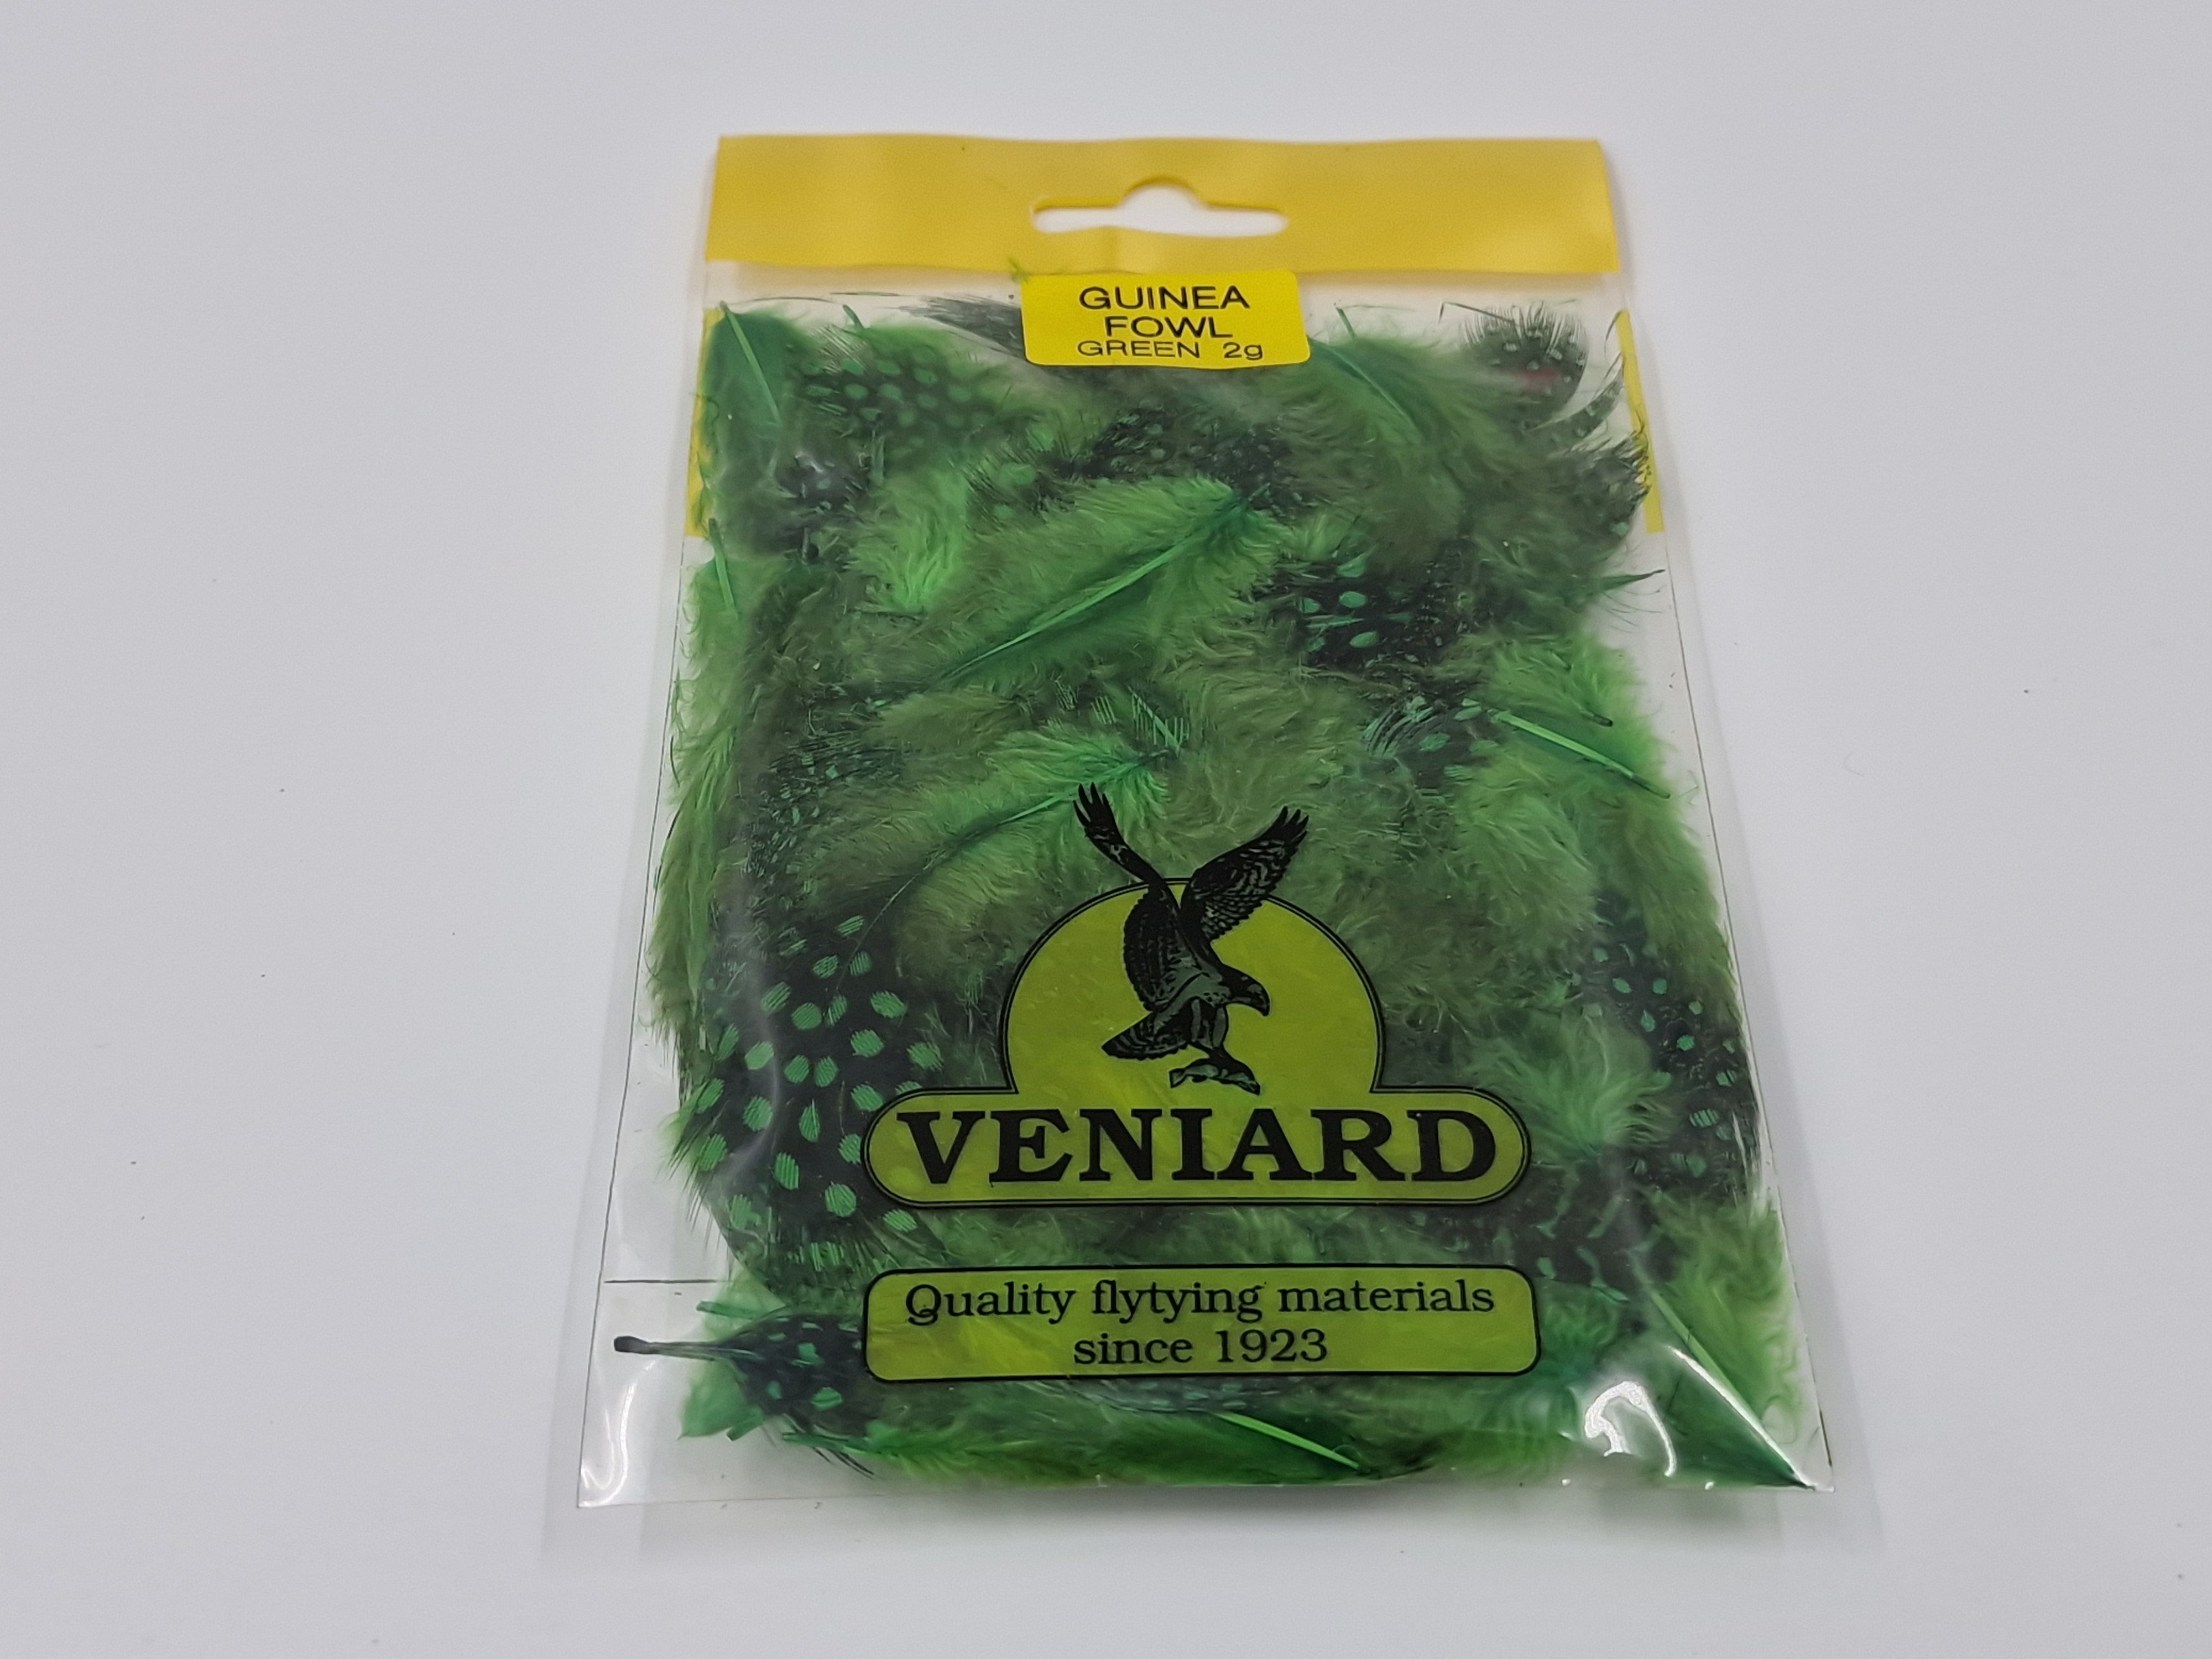 GUINEA
FOWL
GREEN 2g
VENIARD
Quality flytying materials
since 1923